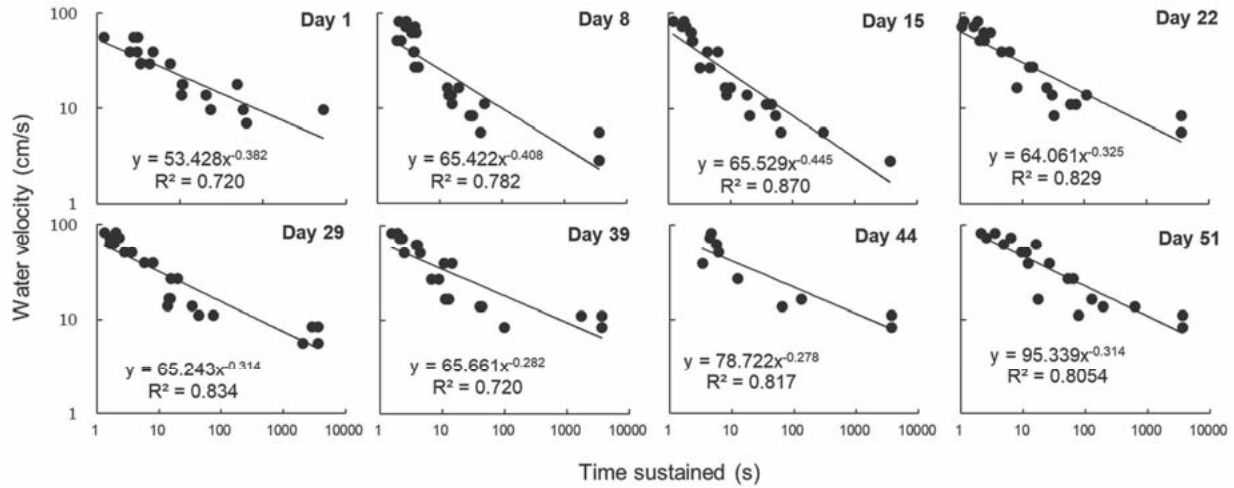 Day 1
Day 8
Day 15
Day 22
100
10
1
y = 53.428x-0.382
R² = 0.720
y = 65.422x-0.408
R² = 0.782
y = 65.529x-0.445
R² = 0.870
y = 64.061x-0.325
R² = 0.829
Water velocity (cm/s)
Day 29
Day 39
Day 44
Day 51
100
10
1
y = 65.243x-0.314
R² = 0.834
y = 65.661x-0.282
R² = 0.720
y = 78.722x-0.278
R² = 0.817
y = 95.339x-0.314
R² = 0.8054
1 10 100 1000 10000
1 10 100 1000 10000
1 10 100 1000 10000
1 10 100 1000 10000
Time sustained (s)